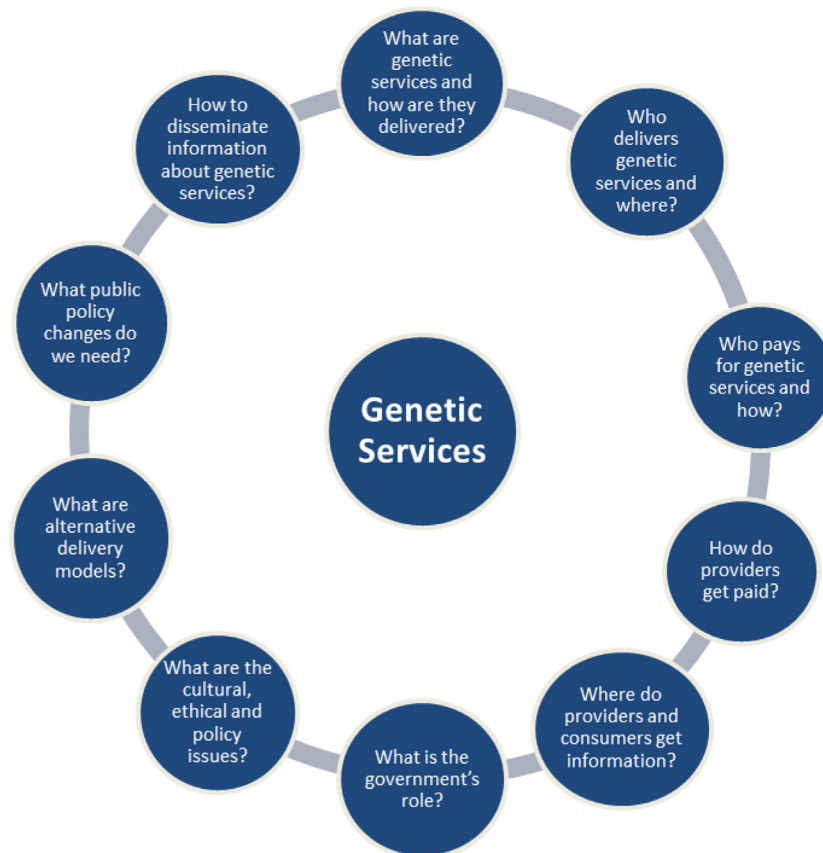 What are
genetic
services and
how are they
delivered?
Who
delivers
genetic
services and
where?
Who pays
for genetic
services and
how?
How do
providers
get paid?
Where do
providers and
consumers get
information?
What is the
government's
role?
What are the
cultural,
ethical and
policy
issues?
What are
alternative
delivery
models?
What public
policy
changes do
we need?
How to
disseminate
information
about genetic
services?
Genetic
Services